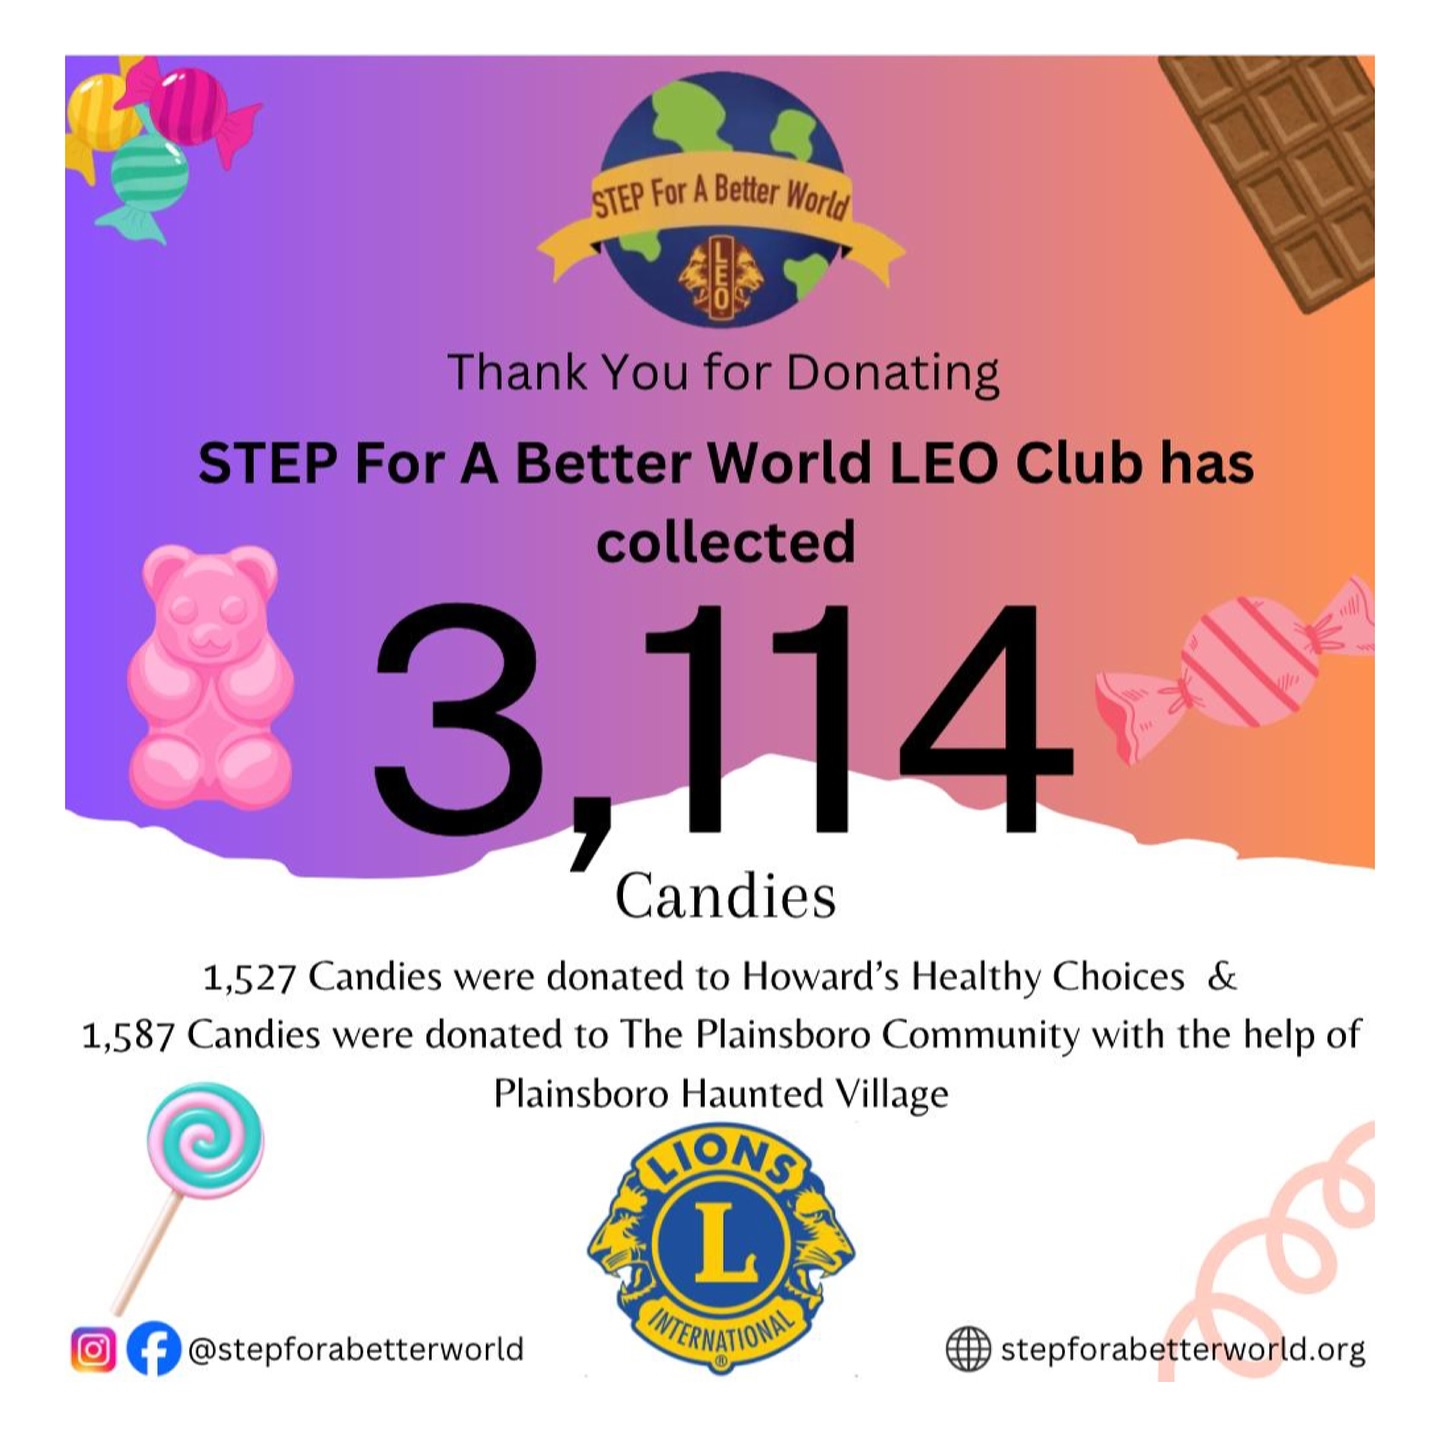 STEP For A Better World
LEO
Thank You for Donating
STEP For A Better World LEO Club has
collected
3,114
Candies
1,527 Candies were donated to Howard’s Healthy Choices &
1,587 Candies were donated to The Plainsboro Community with the help of
Plainsboro Haunted Village
LIONS
L
INTERNATIONAL
®
@stepforabetterworld
stepforabetterworld.org